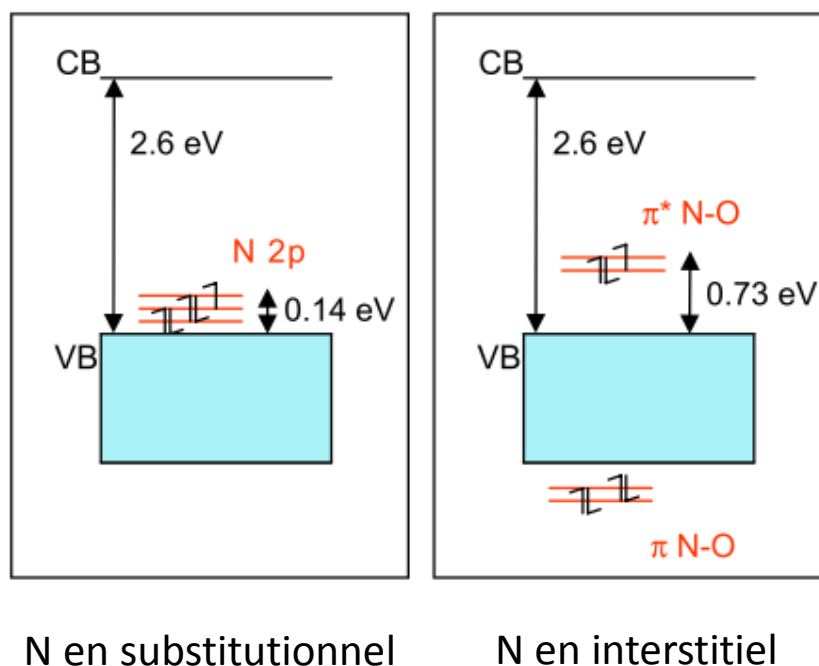 CB
2.6 eV
N 2p
0.14 eV
VB
N en substitutionnel
CB
2.6 eV
π* N-O
0.73 eV
VB
π N-O
N en interstitiel